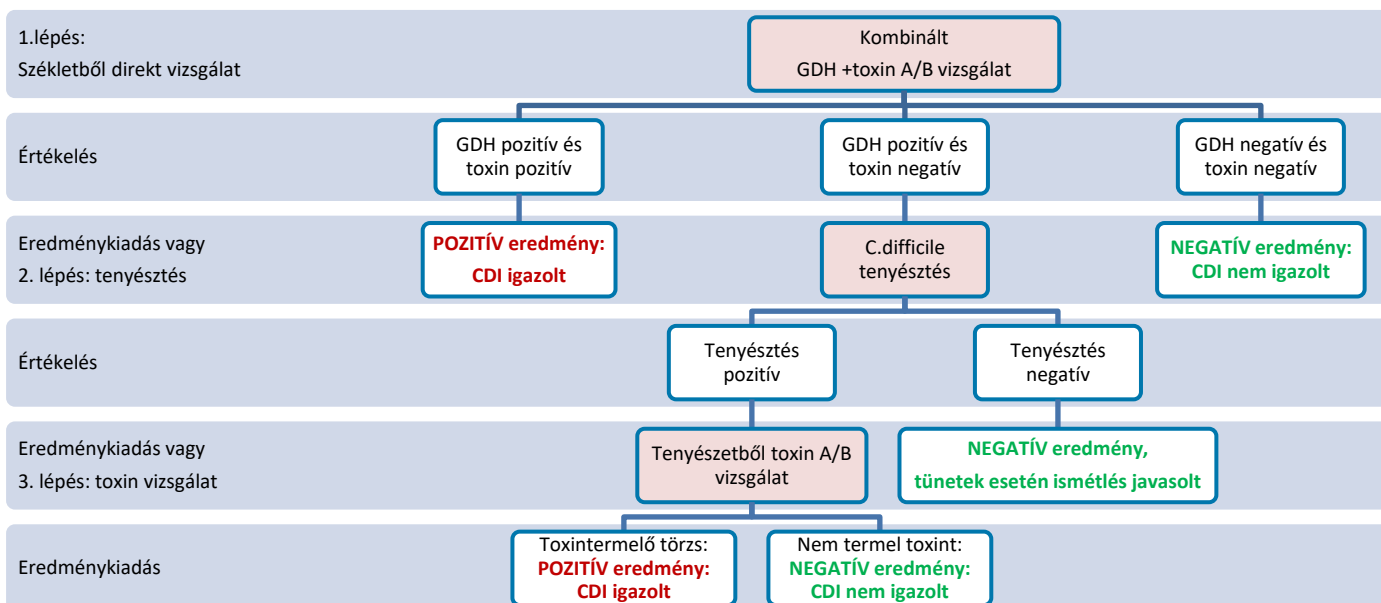 1.lépés:
Székletből direkt vizsgálat
Kombinált
GDH +toxin A/B vizsgálat
Értékelés
GDH pozitív és
toxin pozitív
GDH pozitív és
toxin negatív
GDH negatív és
toxin negatív
Eredménykiadás vagy
2. lépés: tenyésztés
POZITÍV eredmény:
CDI igazolt
C.difficile
tenyésztés
NEGATÍV eredmény:
CDI nem igazolt
Értékelés
Tenyésztés
pozitív
Tenyésztés
negatív
Eredménykiadás vagy
3. lépés: toxin vizsgálat
Tenyészetből toxin A/B
vizsgálat
NEGATÍV eredmény,
tünetek esetén ismétlés javasolt
Eredménykiadás
Toxintermelő törzs:
POZITÍV eredmény:
CDI igazolt
Nem termel toxint:
NEGATÍV eredmény:
CDI nem igazolt